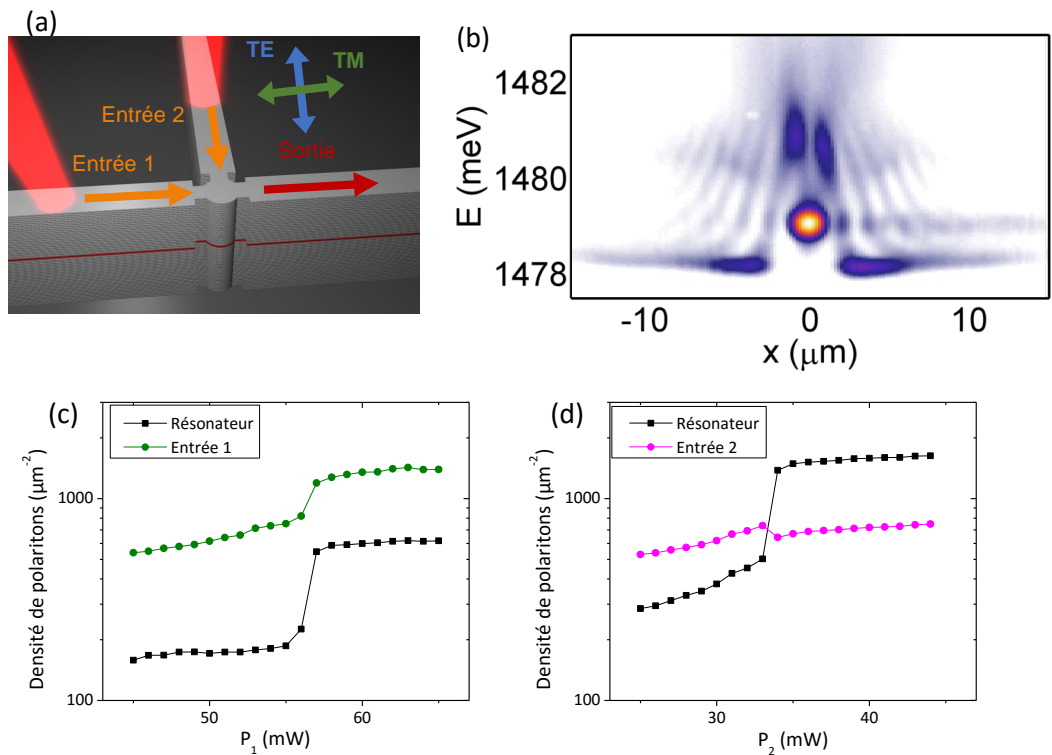 (a)
TE
TM
Entrée 2
Entrée 1
Sortie
(b)
1482
1480
1478
E (meV)
-10
0
10
x (μm)
(c)
Résonateur
Entrée 1
1000
100
Densité de polaritons (μm⁻²)
50
60
P₁ (mW)
(d)
Résonateur
Entrée 2
1000
100
Densité de polaritons (μm⁻²)
30
40
P₂ (mW)